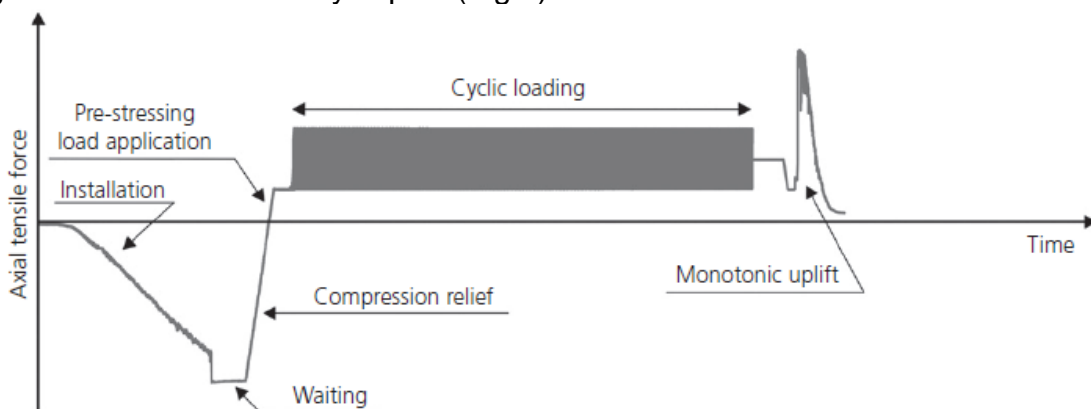 Axial tensile force
Pre-stressing
load application
Installation
Cyclic loading
Compression relief
Waiting
Monotonic uplift
Time